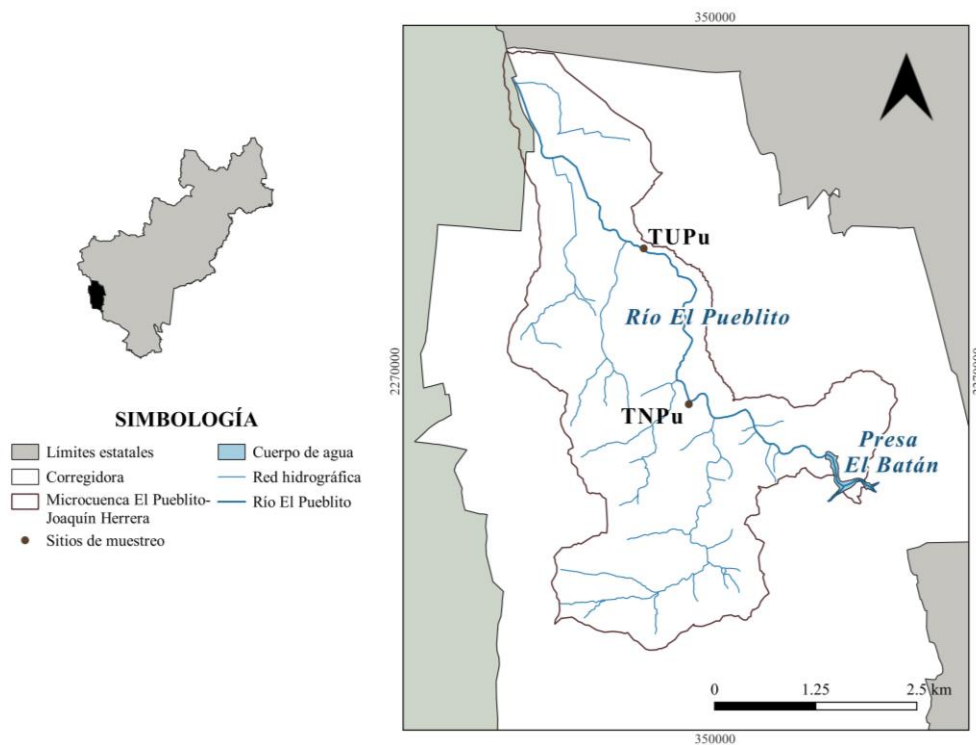 350000
TUPu
Río El Pueblito
2270000
2270000
TNPu
Presa
El Batán
SIMBOLOGÍA
Límites estatales
Corregidora
Microcuenca El Pueblito-
Joaquín Herrera
Sitios de muestreo
Cuerpo de agua
Red hidrográfica
Río El Pueblito
0 1.25 2.5 km
350000